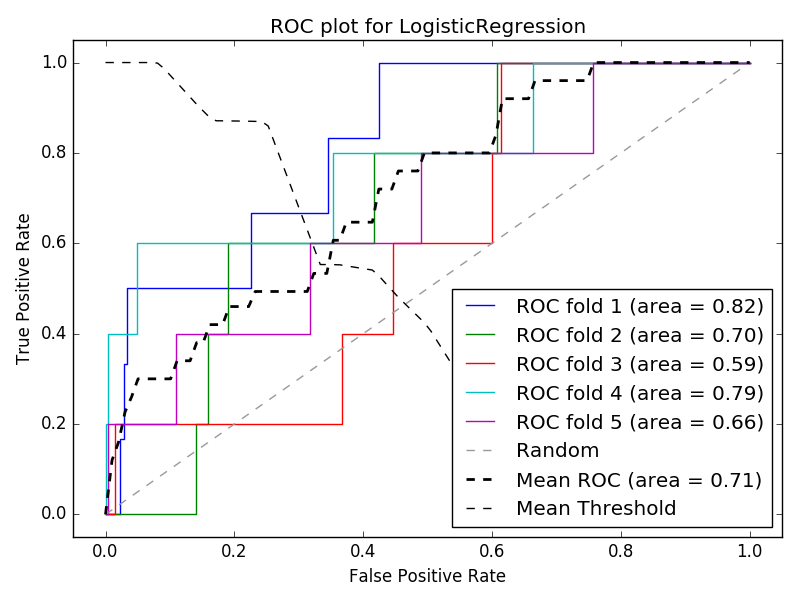 ROC plot for LogisticRegression
True Positive Rate
1.0
0.8
0.6
0.4
0.2
0.0
ROC fold 1 (area = 0.82)
ROC fold 2 (area = 0.70)
ROC fold 3 (area = 0.59)
ROC fold 4 (area = 0.79)
ROC fold 5 (area = 0.66)
Random
Mean ROC (area = 0.71)
Mean Threshold
0.0 0.2 0.4 0.6 0.8 1.0
False Positive Rate